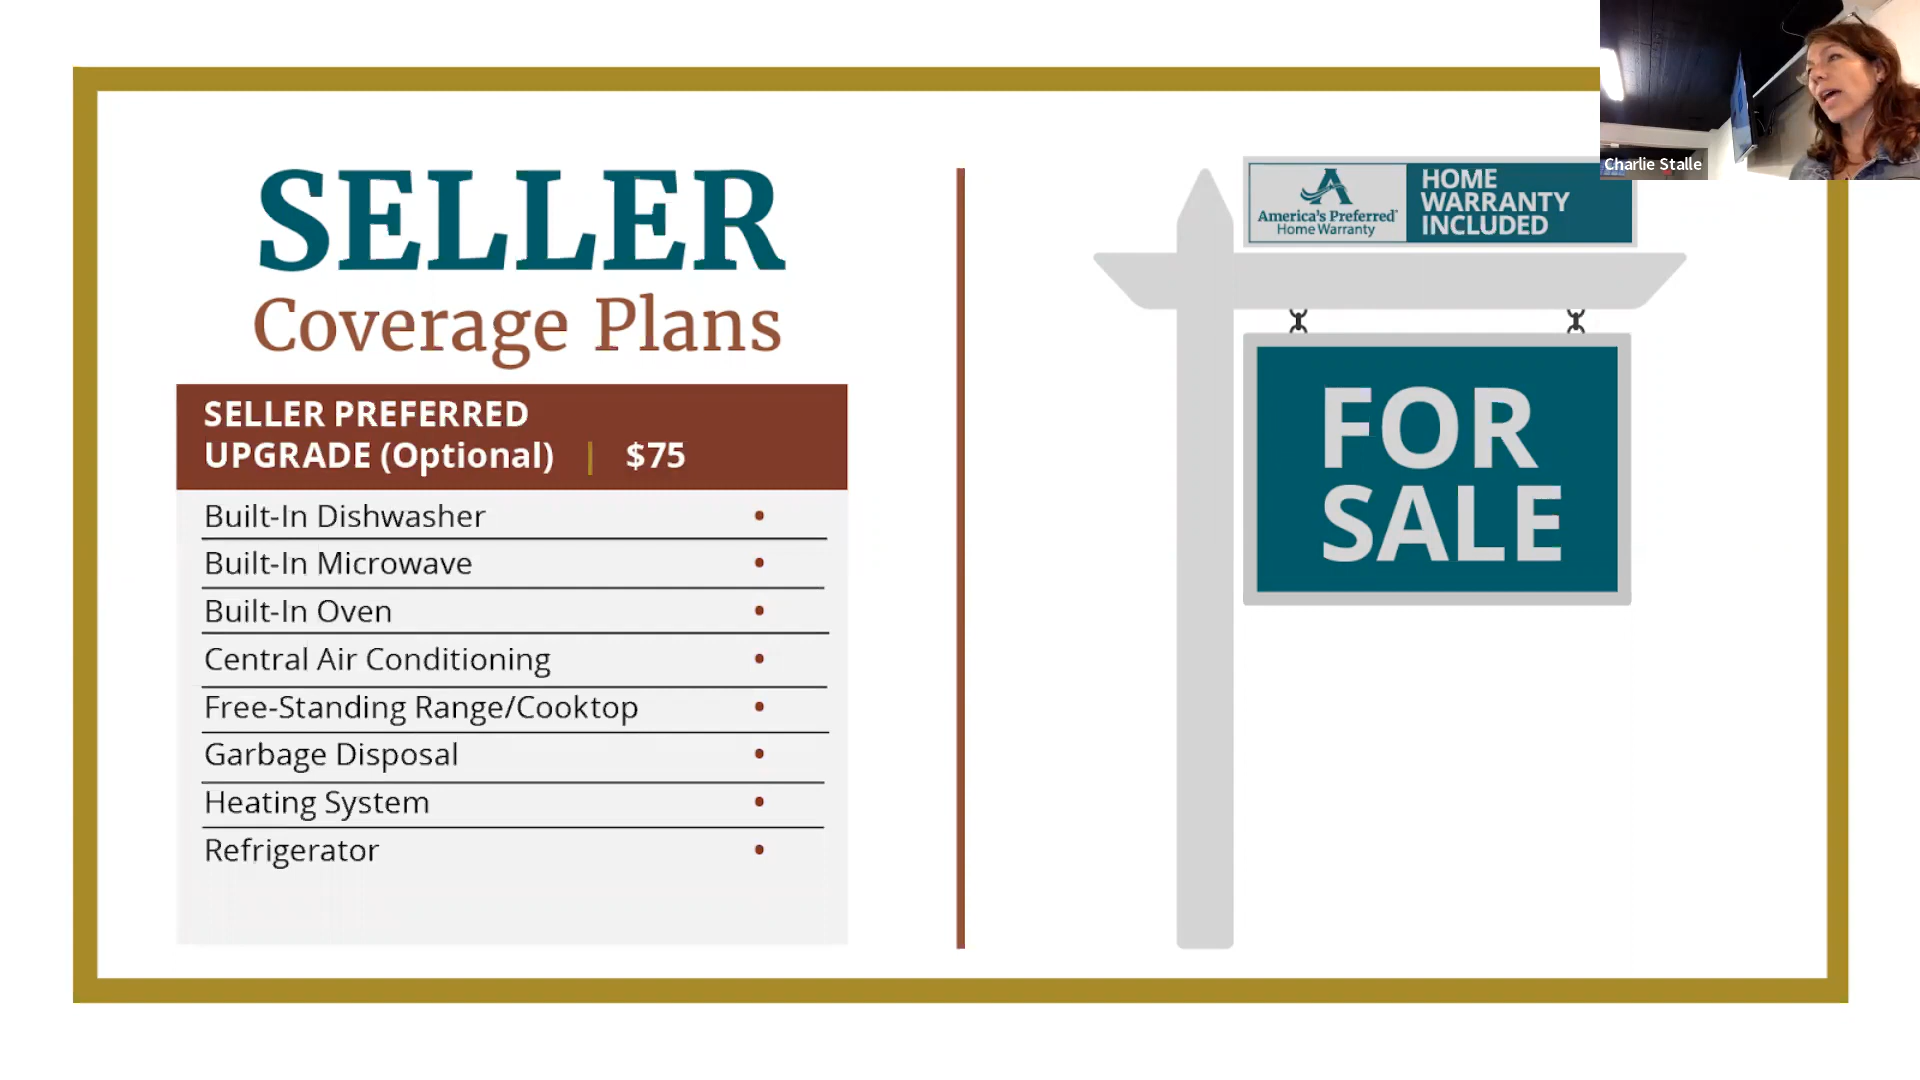 SELLER
Coverage Plans
SELLER PREFERRED
UPGRADE (Optional) | $75
Built-In Dishwasher •
Built-In Microwave •
Built-In Oven •
Central Air Conditioning •
Free-Standing Range/Cooktop •
Garbage Disposal •
Heating System •
Refrigerator •
A
America's Preferred®
Home Warranty
HOME
WARRANTY
INCLUDED
FOR
SALE
Charlie Stalle